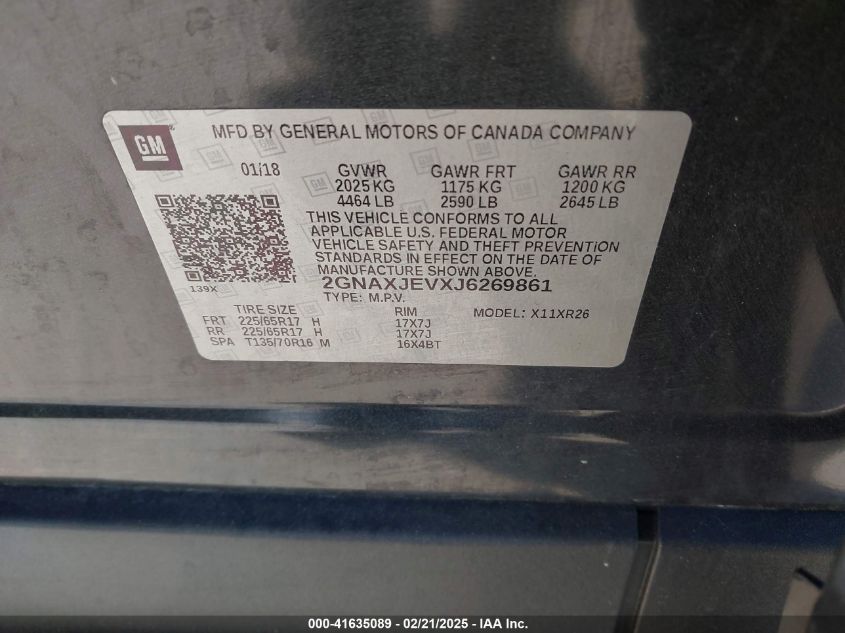 GM
MFD BY GENERAL MOTORS OF CANADA COMPANY
01/18 GVWR GAWR FRT GAWR RR
2025 KG 1175 KG 1200 KG
4464 LB 2590 LB 2645 LB
THIS VEHICLE CONFORMS TO ALL
APPLICABLE U.S. FEDERAL MOTOR
VEHICLE SAFETY AND THEFT PREVENTION
STANDARDS IN EFFECT ON THE DATE OF
MANUFACTURE SHOWN ABOVE.
139X 2GNAXJEVXJ6269861
TYPE: M.P.V.
TIRE SIZE RIM MODEL: X11XR26
FRT 225/65R17 H 17X7J
RR 225/65R17 H 17X7J
SPA T135/70R16 M 16X4BT
000-41635089 - 02/21/2025 - IAA Inc.